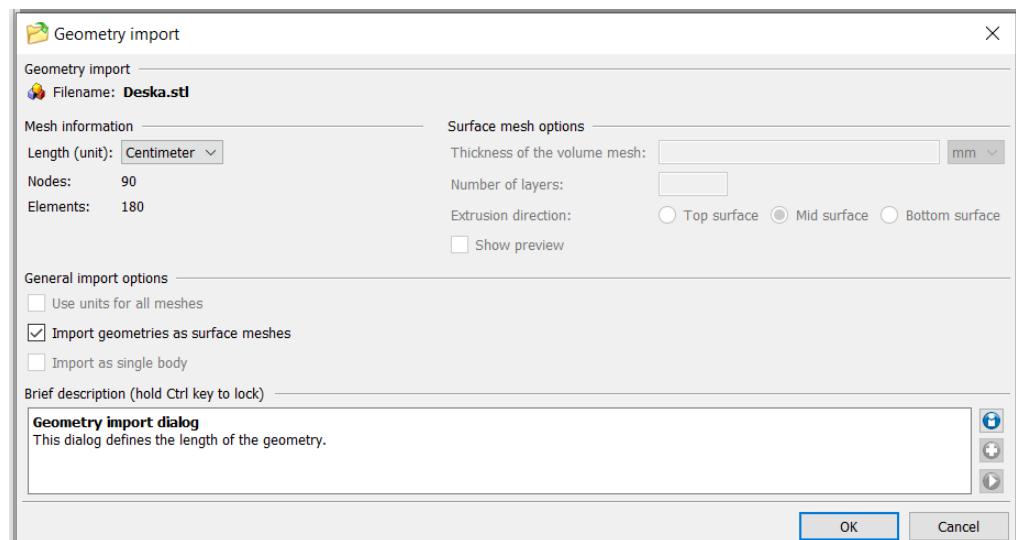 Geometry import
Geometry import
Filename: Deska.stl
Mesh information
Length (unit): Centimeter
Nodes: 90
Elements: 180
Surface mesh options
Thickness of the volume mesh: mm
Number of layers:
Extrusion direction: Top surface Mid surface Bottom surface
Show preview
General import options
Use units for all meshes
Import geometries as surface meshes
Import as single body
Brief description (hold Ctrl key to lock)
Geometry import dialog
This dialog defines the length of the geometry.
OK Cancel